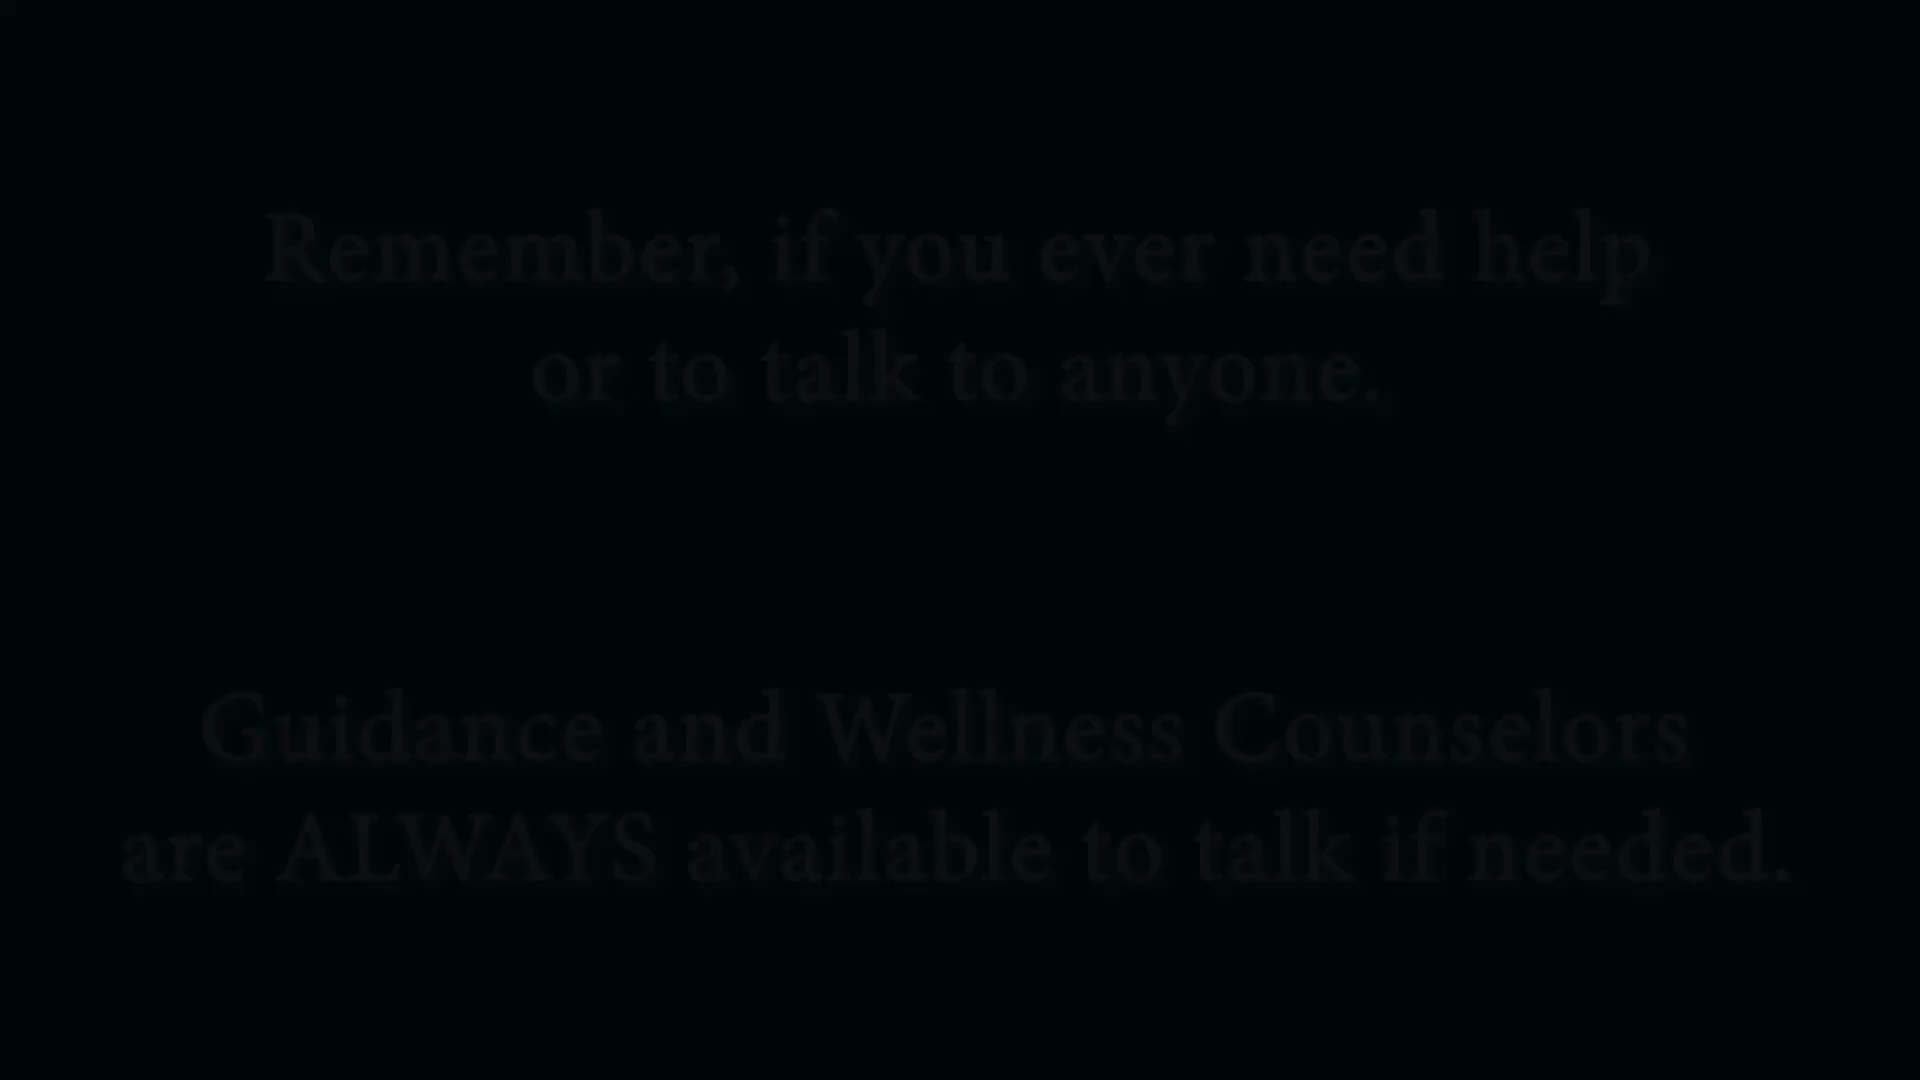 Remember, if you ever need help
or to talk to anyone.
Guidance and Wellness Counselors
are ALWAYS available to talk if needed.